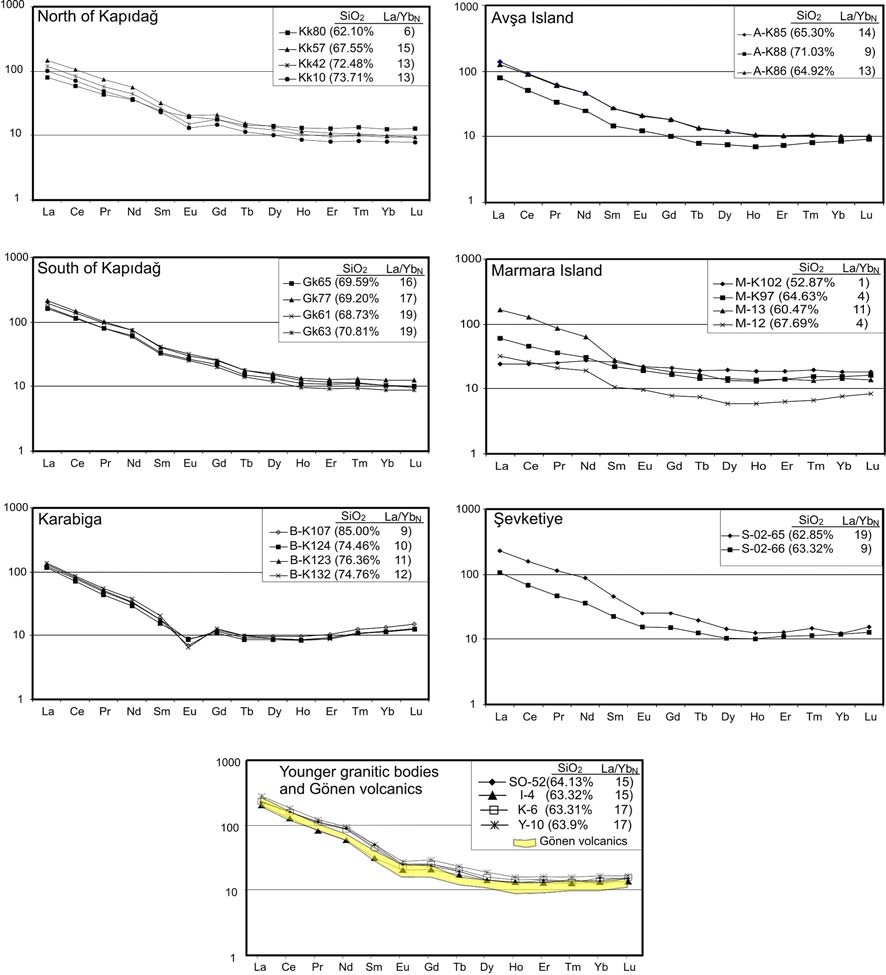 North of Kapıdağ
SiO2 La/YbN
Kk80 (62.10% 6)
Kk57 (67.55% 15)
Kk42 (72.48% 13)
Kk10 (73.71% 13)
1000
100
10
1
La Ce Pr Nd Sm Eu Gd Tb Dy Ho Er Tm Yb Lu
Avşa Island
SiO2 La/YbN
A-K85 (65.30% 14)
A-K88 (71.03% 9)
A-K86 (64.92% 13)
1000
100
10
1
La Ce Pr Nd Sm Eu Gd Tb Dy Ho Er Tm Yb Lu
South of Kapıdağ
SiO2 La/YbN
Gk65 (69.59% 16)
Gk77 (69.20% 17)
Gk61 (68.73% 19)
Gk63 (70.81% 19)
1000
100
10
1
La Ce Pr Nd Sm Eu Gd Tb Dy Ho Er Tm Yb Lu
Marmara Island
SiO2 La/YbN
M-K102 (52.87% 1)
M-K97 (64.63% 4)
M-13 (60.47% 11)
M-12 (67.69% 4)
1000
100
10
1
La Ce Pr Nd Sm Eu Gd Tb Dy Ho Er Tm Yb Lu
Karabiga
SiO2 La/YbN
B-K107 (85.00% 9)
B-K124 (74.46% 10)
B-K123 (76.36% 11)
B-K132 (74.76% 12)
1000
100
10
1
La Ce Pr Nd Sm Eu Gd Tb Dy Ho Er Tm Yb Lu
Şevketiye
SiO2 La/YbN
S-02-65 (62.85% 19)
S-02-66 (63.32% 9)
1000
100
10
1
La Ce Pr Nd Sm Eu Gd Tb Dy Ho Er Tm Yb Lu
Younger granitic bodies
and Gönen volcanics
SiO2 La/YbN
SO-52(64.13% 15)
I-4 (63.32% 15)
K-6 (63.31% 17)
Y-10 (63.9% 17)
Gönen volcanics
1000
100
10
1
La Ce Pr Nd Sm Eu Gd Tb Dy Ho Er Tm Yb Lu